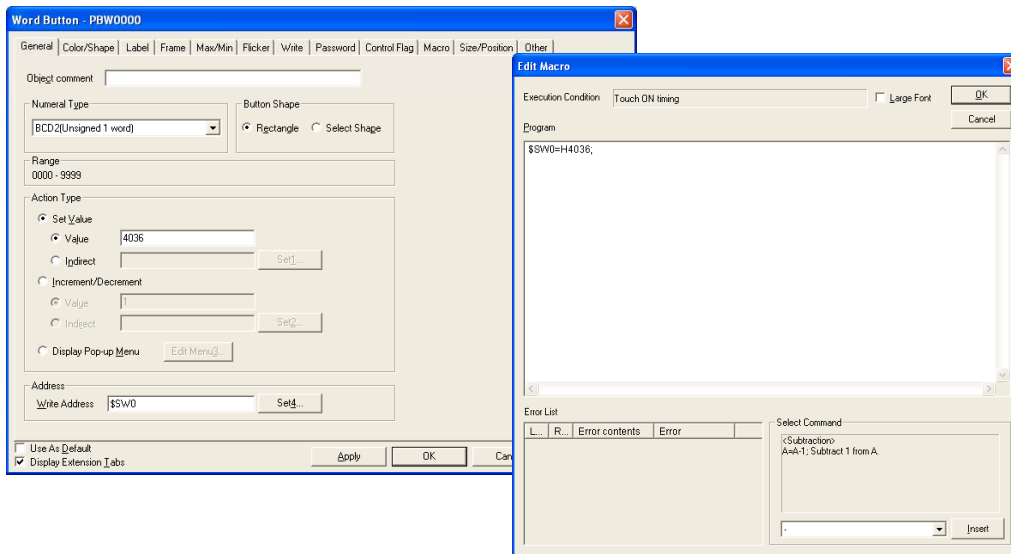 Word Button - PBW0000
General Color/Shape Label Frame Max/Min Flicker Write Password Control Flag Macro Size/Position Other
Object comment
Numeral Type
BCD2(Unsigned 1 word)
Button Shape
Rectangle Select Shape
Range
0000 - 9999
Action Type
Set Value
Value 4036
Indirect Set1...
Increment/Decrement
Value 1
Indirect Set2...
Display Pop-up Menu Edit Menu3...
Address
Write Address $SW0 Set4...
Use As Default
Display Extension Tabs
Apply OK Can
Edit Macro
Execution Condition Touch ON timing Large Font OK
Cancel
Program
$SW0=H4036;
Error List
L... R... Error contents Error
Select Command
<Subtraction>
A=A-1; Subtract 1 from A.
- Insert